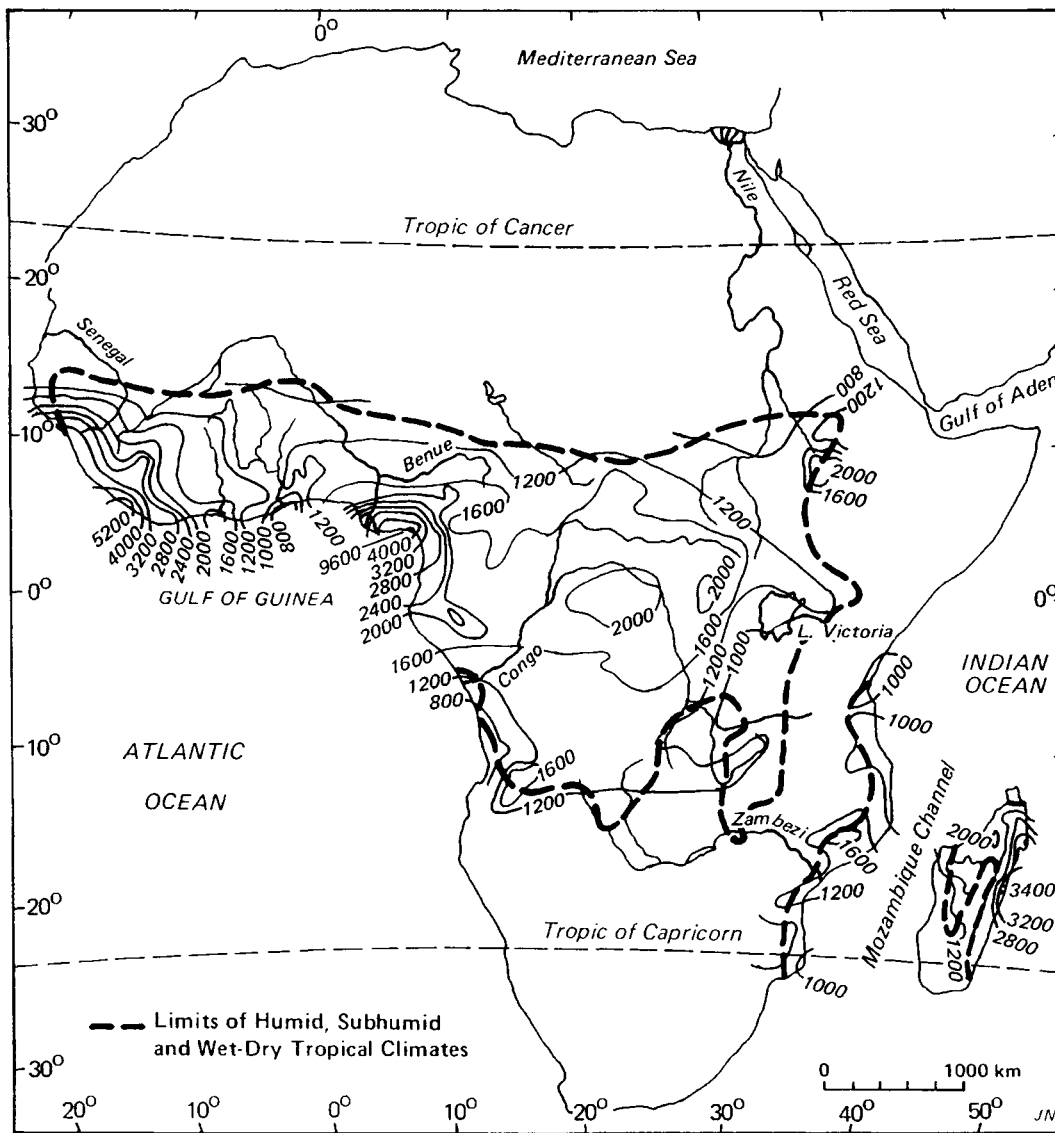 0°
Mediterranean Sea
30°
Nile
Tropic of Cancer
20°
Red Sea
Senegal
800
1200
Gulf of Aden
10°
Benue
1200
2000
1600
1600
1200
5200
4000
3200
2800
2400
2000
1600
1200
1000
800
1200
9600
4000
3200
2800
2400
2000
GULF OF GUINEA
0°
0°
2000
2000
L. Victoria
1600
1600
1000
1200
Congo
1200
800
INDIAN
OCEAN
1000
1000
ATLANTIC
OCEAN
10°
1600
1200
Zambezi
1600
Mozambique Channel
2000
1200
3400
3200
2800
1200
20°
Tropic of Capricorn
1000
Limits of Humid, Subhumid
and Wet-Dry Tropical Climates
0 1000 km
30°
20° 10° 0° 10° 20° 30° 40° 50° JN